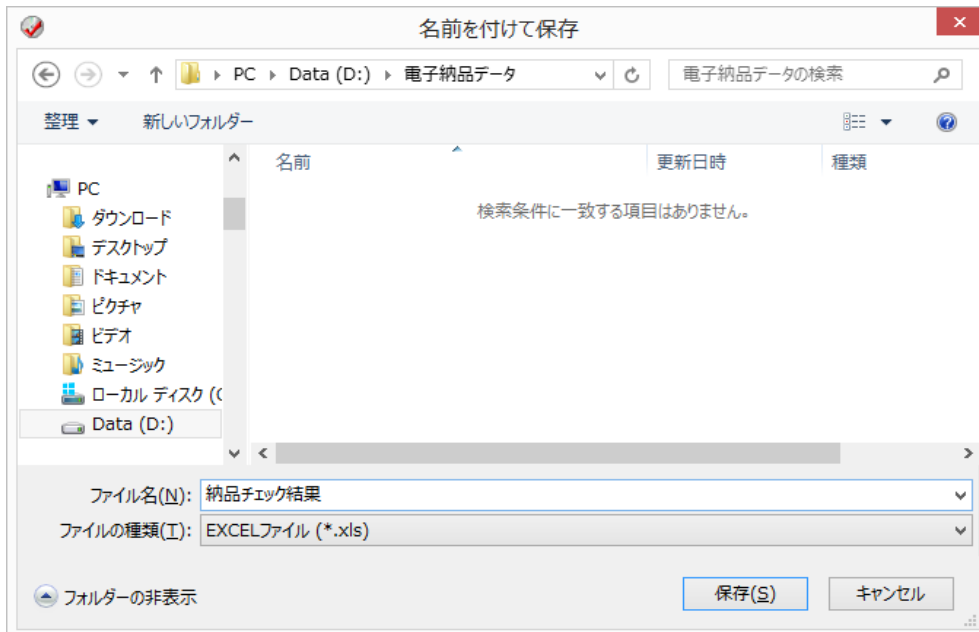 名前を付けて保存
PC Data (D:) 電子納品データ 電子納品データの検索
整理 新しいフォルダー
名前 更新日時 種類
検索条件に一致する項目はありません。
PC
ダウンロード
デスクトップ
ドキュメント
ピクチャ
ビデオ
ミュージック
ローカル ディスク (C
Data (D:)
ファイル名(N): 納品チェック結果
ファイルの種類(T): EXCELファイル (*.xls)
フォルダーの非表示 保存(S) キャンセル